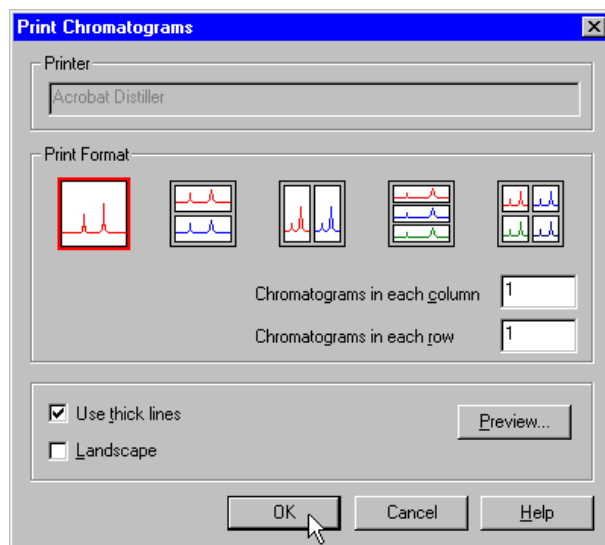 Print Chromatograms
Printer
Acrobat Distiller
Print Format
Chromatograms in each column 1
Chromatograms in each row 1
Use thick lines
Preview...
Landscape
OK Cancel Help